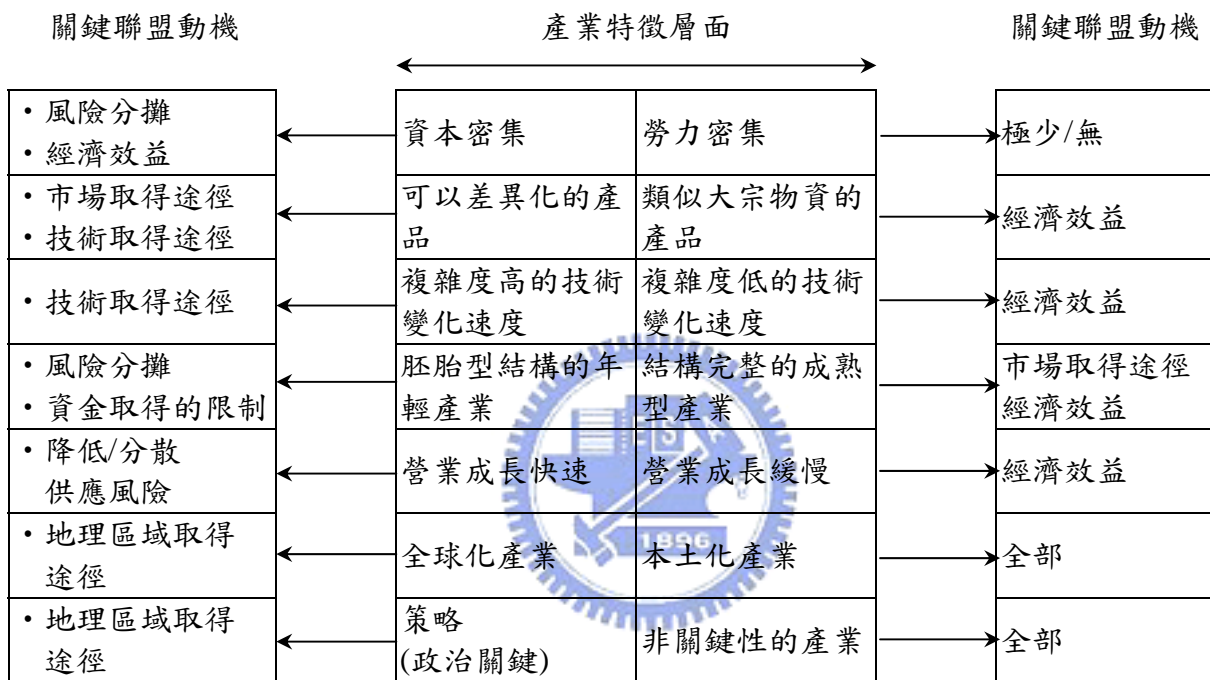 關鍵聯盟動機 產業特徵層面 關鍵聯盟動機
・風險分攤
・經濟效益
資本密集
勞力密集
極少/無
・市場取得途徑
・技術取得途徑
可以差異化的產
品
類似大宗物資的
產品
經濟效益
・技術取得途徑
複雜度高的技術
變化速度
複雜度低的技術
變化速度
經濟效益
・風險分攤
・資金取得的限制
胚胎型結構的年
輕產業
結構完整的成熟
型產業
市場取得途徑
經濟效益
・降低/分散
供應風險
營業成長快速
營業成長緩慢
經濟效益
・地理區域取得
途徑
全球化產業
本土化產業
全部
・地理區域取得
途徑
策略
(政治關鍵)
非關鍵性的產業
全部
ES
1896